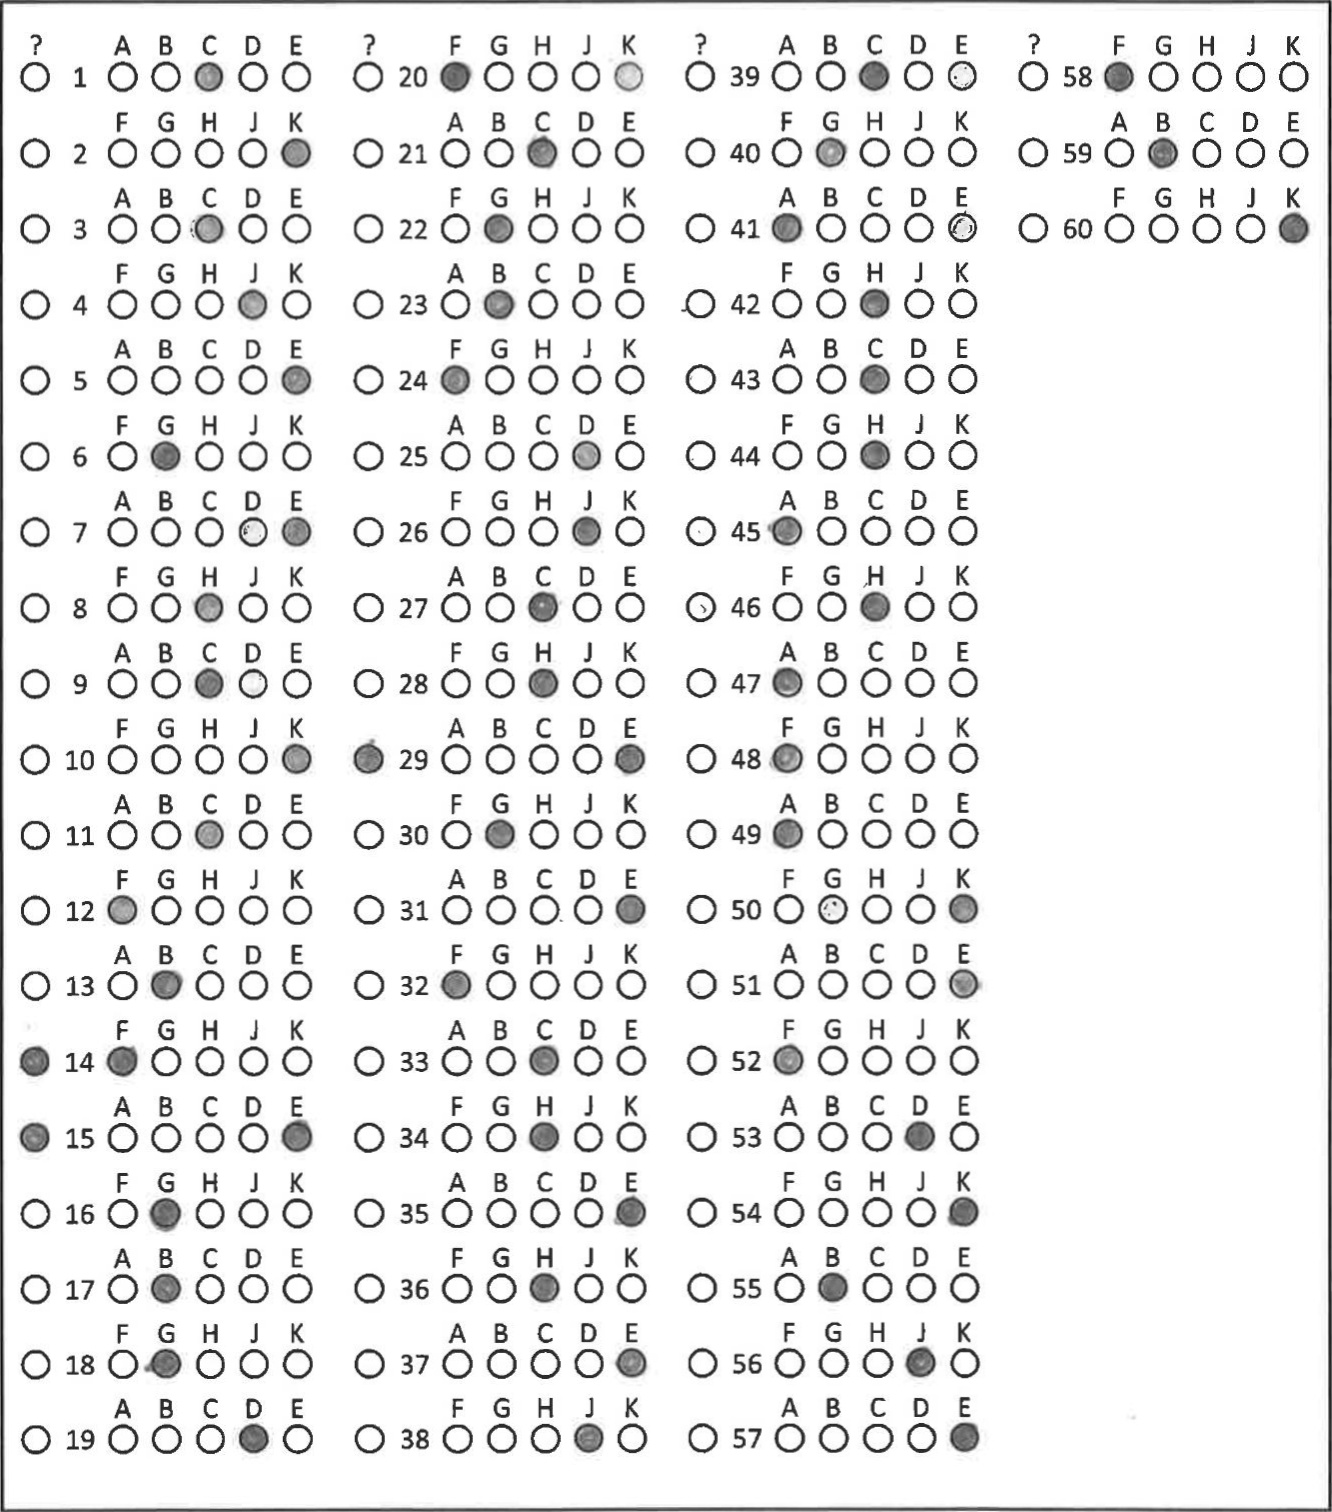 ? A B C D E ? F G H J K ? A B C D E ? F G H J K
1 20 39 58
F G H J K A B C D E F G H J K A B C D E
2 21 40 59
A B C D E F G H J K A B C D E F G H J K
3 22 41 60
F G H J K A B C D E F G H J K
4 23 42
A B C D E F G H J K A B C D E
5 24 43
F G H J K A B C D E F G H J K
6 25 44
A B C D E F G H J K A B C D E
7 26 45
F G H J K A B C D E F G H J K
8 27 46
A B C D E F G H J K A B C D E
9 28 47
F G H J K A B C D E F G H J K
10 29 48
A B C D E F G H J K A B C D E
11 30 49
F G H J K A B C D E F G H J K
12 31 50
A B C D E F G H J K A B C D E
13 32 51
F G H J K A B C D E F G H J K
14 33 52
A B C D E F G H J K A B C D E
15 34 53
F G H J K A B C D E F G H J K
16 35 54
A B C D E F G H J K A B C D E
17 36 55
F G H J K A B C D E F G H J K
18 37 56
A B C D E F G H J K A B C D E
19 38 57